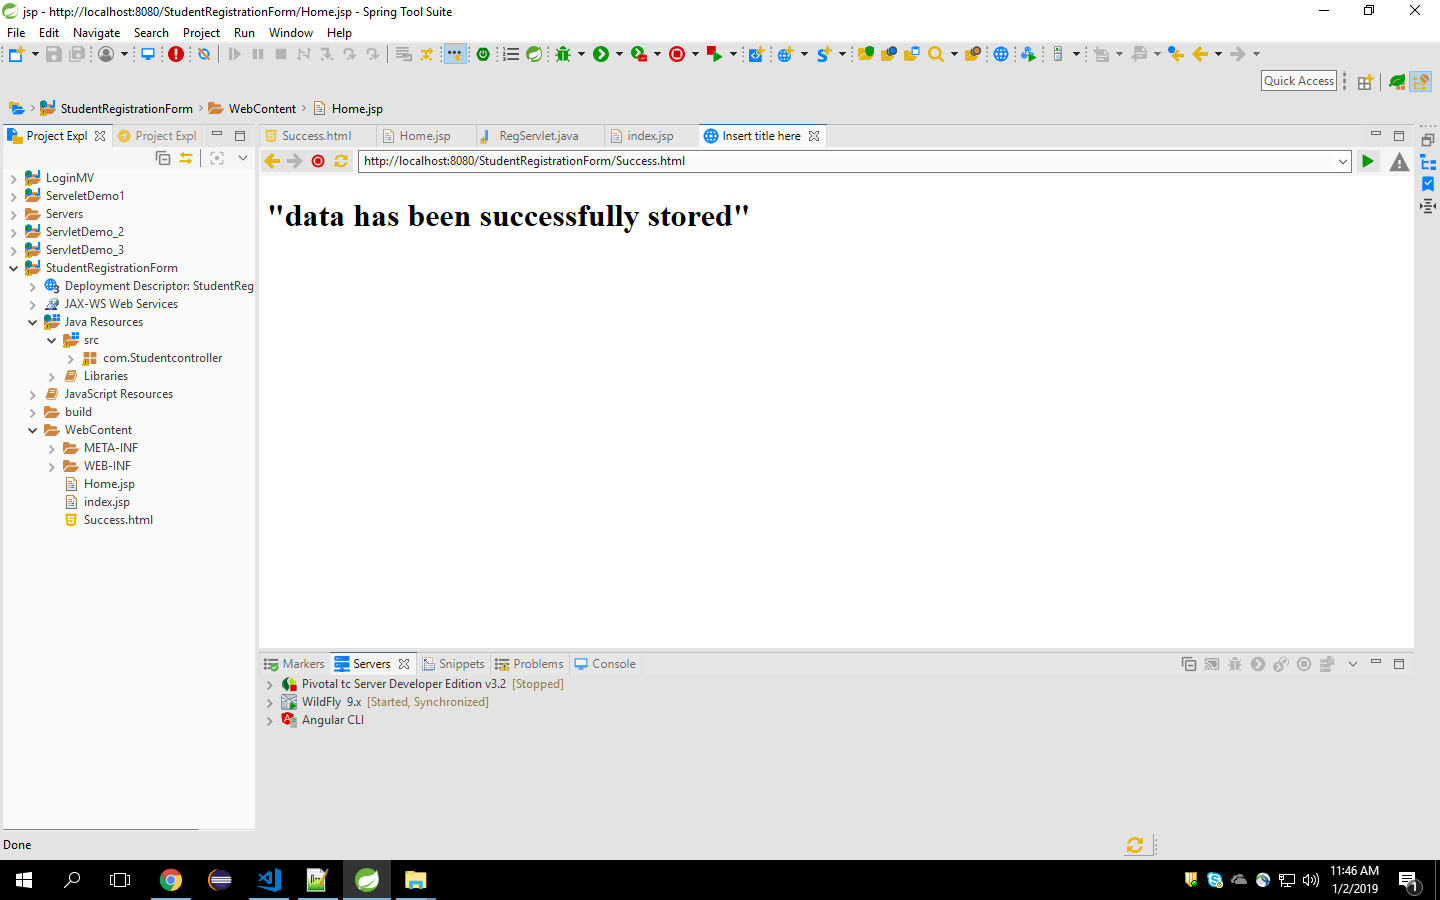 jsp - http://localhost:8080/StudentRegistrationForm/Home.jsp - Spring Tool Suite
File Edit Navigate Search Project Run Window Help
Quick Access
StudentRegistrationForm WebContent Home.jsp
Project Expl Project Expl
Success.html Home.jsp RegServlet.java index.jsp Insert title here
http://localhost:8080/StudentRegistrationForm/Success.html
"data has been successfully stored"
LoginMV
ServeletDemo1
Servers
ServletDemo_2
ServletDemo_3
StudentRegistrationForm
3 Deployment Descriptor: StudentReg
JAX-WS Web Services
Java Resources
src
com.Studentcontroller
Libraries
JavaScript Resources
build
WebContent
META-INF
WEB-INF
Home.jsp
index.jsp
Success.html
Markers Servers Snippets Problems Console
Pivotal tc Server Developer Edition v3.2 [Stopped]
WildFly 9.x [Started, Synchronized]
Angular CLI
Done
11:46 AM
1/2/2019
1